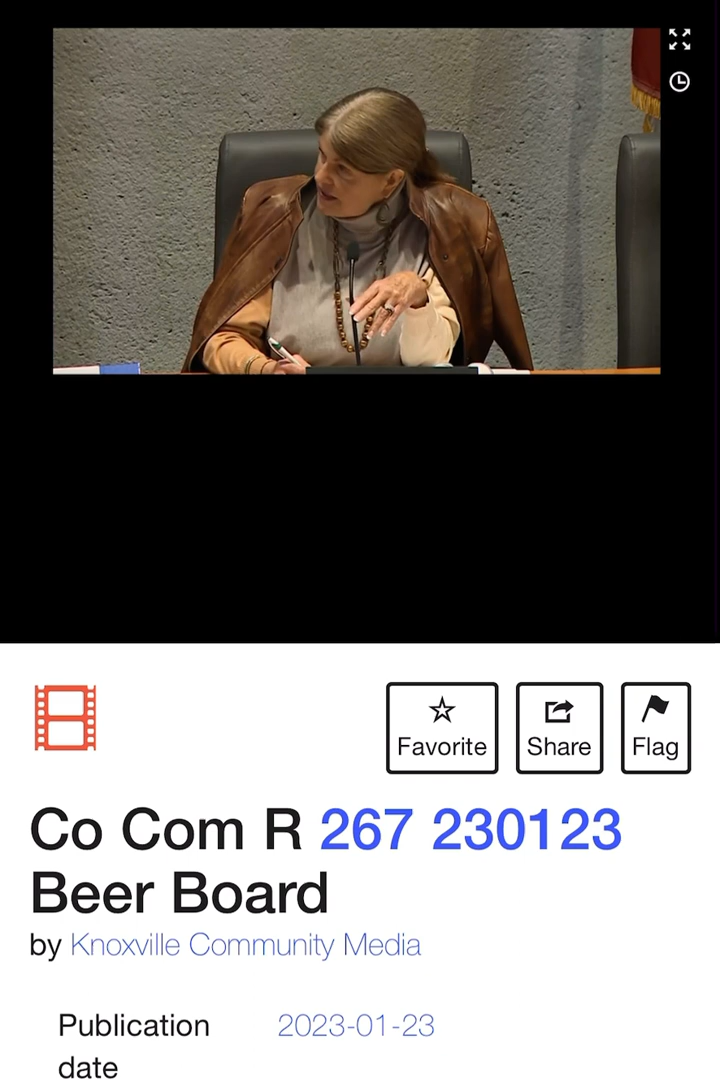 Favorite
Share
Flag
Co Com R 267 230123
Beer Board
by Knoxville Community Media
Publication 2023-01-23
date